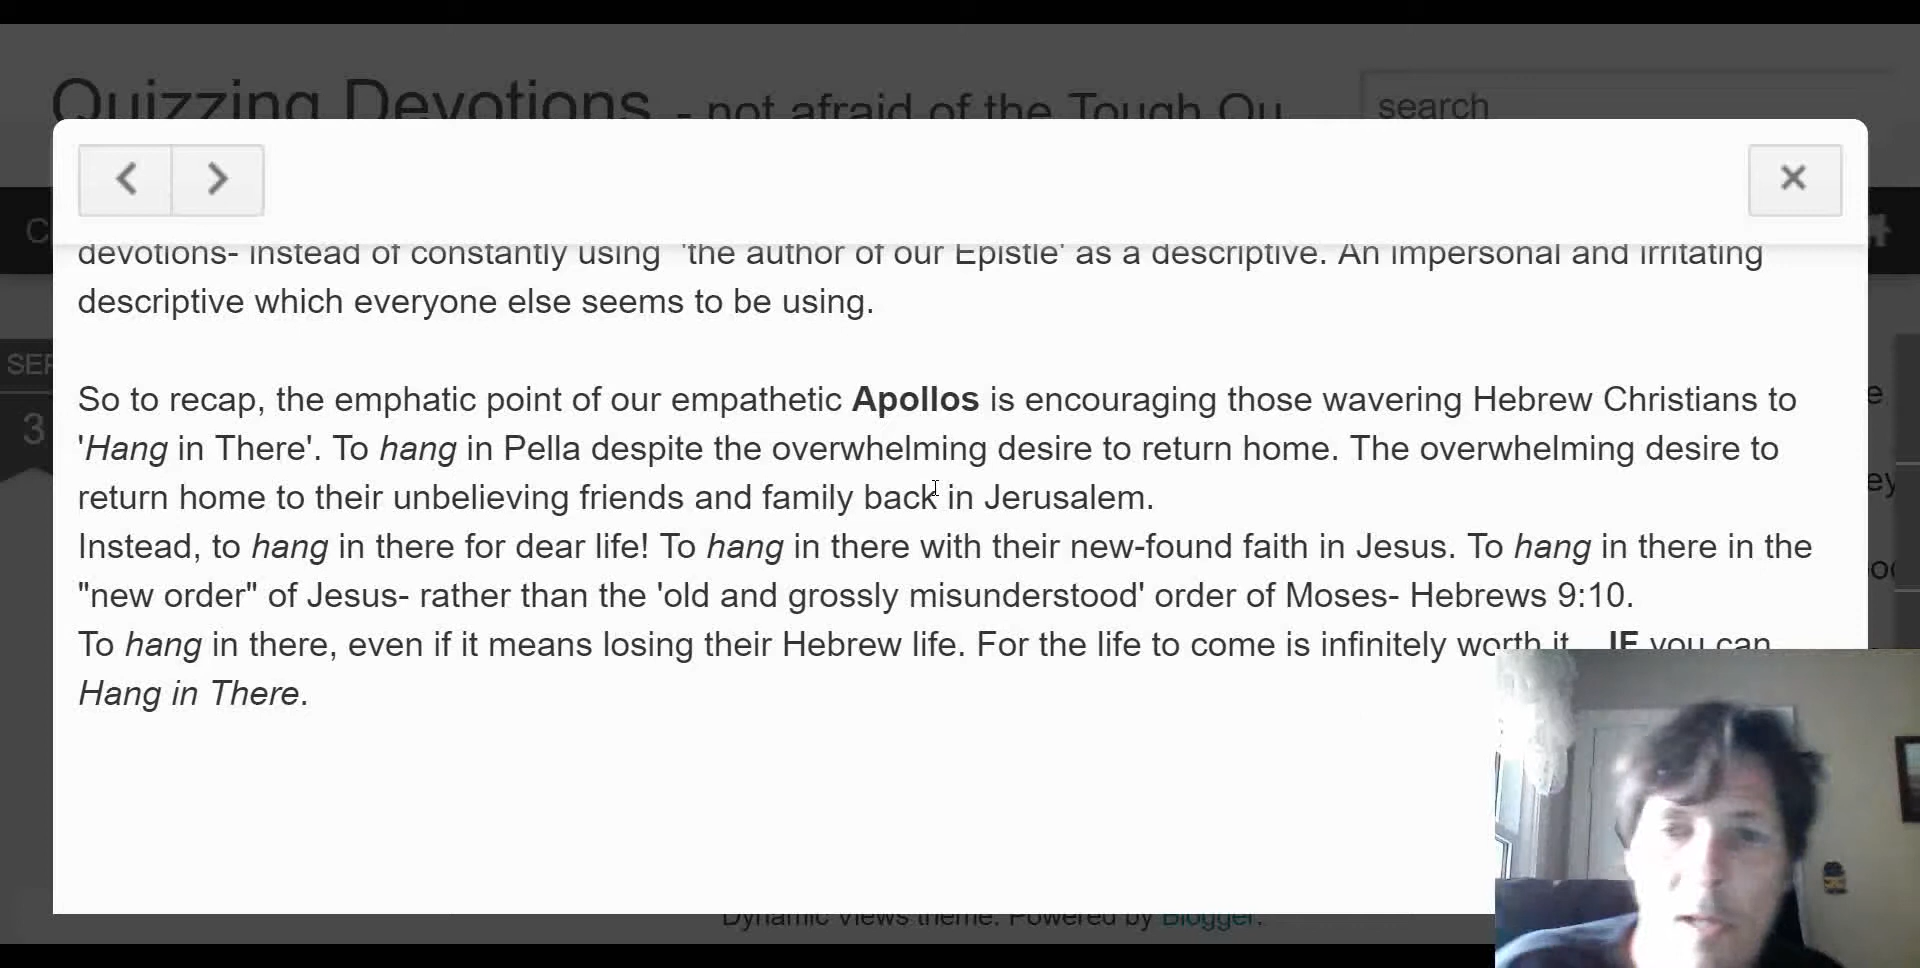 Quizzing Devotions - not afraid of the Tough Qu
search
SEP
3
devotions- instead of constantly using 'the author of our Epistle' as a descriptive. An impersonal and irritating
descriptive which everyone else seems to be using.
So to recap, the emphatic point of our empathetic Apollos is encouraging those wavering Hebrew Christians to
'Hang in There'. To hang in Pella despite the overwhelming desire to return home. The overwhelming desire to
return home to their unbelieving friends and family back in Jerusalem.
Instead, to hang in there for dear life! To hang in there with their new-found faith in Jesus. To hang in there in the
"new order" of Jesus- rather than the 'old and grossly misunderstood' order of Moses- Hebrews 9:10.
To hang in there, even if it means losing their Hebrew life. For the life to come is infinitely worth it... IF you can
Hang in There.
Dynamic Views theme. Powered by Blogger.